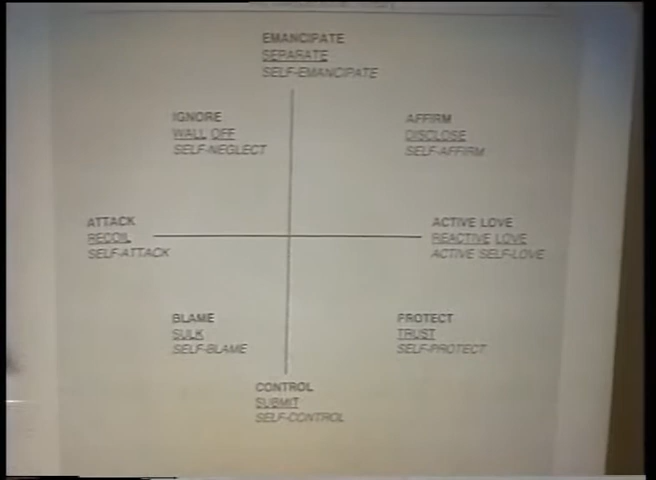 EMANCIPATE
SEPARATE
SELF-EMANCIPATE
IGNORE
WALL OFF
SELF-NEGLECT
AFFIRM
DISCLOSE
SELF-AFFIRM
ATTACK
RECOIL
SELF-ATTACK
ACTIVE LOVE
REACTIVE LOVE
ACTIVE SELF-LOVE
BLAME
SULK
SELF-BLAME
PROTECT
TRUST
SELF-PROTECT
CONTROL
SUBMIT
SELF-CONTROL